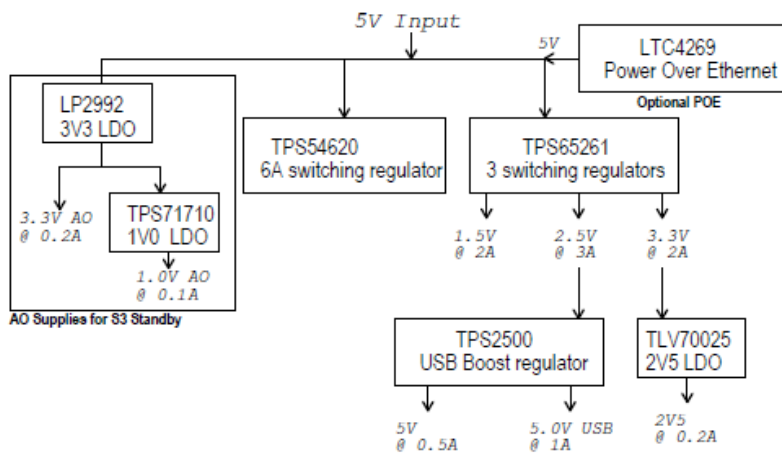 5V Input
5V
LTC4269
Power Over Ethernet
Optional POE
LP2992
3V3 LDO
TPS54620
6A switching regulator
TPS65261
3 switching regulators
3.3V AO
@ 0.2A
TPS71710
1V0 LDO
1.0V AO
@ 0.1A
AO Supplies for S3 Standby
1.5V
@ 2A
2.5V
@ 3A
3.3V
@ 2A
TPS2500
USB Boost regulator
TLV70025
2V5 LDO
5V
@ 0.5A
5.0V USB
@ 1A
2V5
@ 0.2A